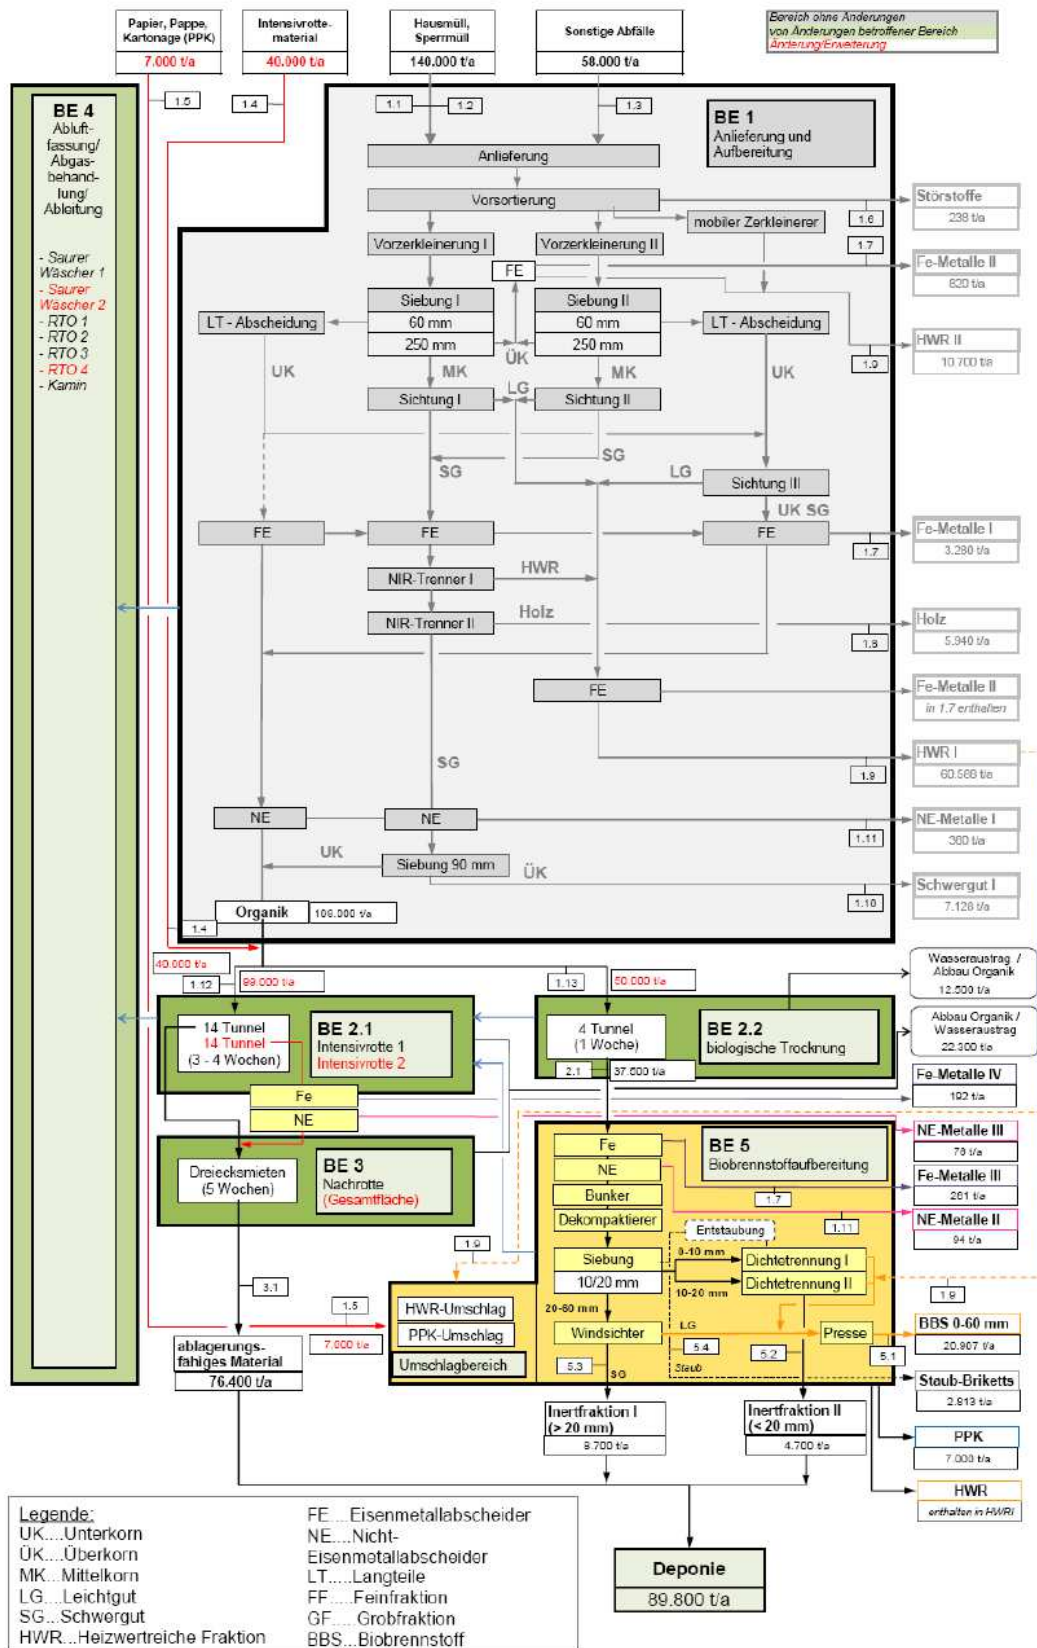 Papier, Pappe,
Kartonage (PPK)
7.000 t/a
Intensivrotte-
material
40.000 t/a
Hausmüll,
Sperrmüll
140.000 t/a
Sonstige Abfälle
58.000 t/a
Bereich ohne Änderungen
von Änderungen betroffener Bereich
Änderung/Erweiterung
1.5
1.4
1.1
1.2
1.3
BE 4
Abluft-
fassung/
Abgas-
behand-
lung/
Ableitung
- Saurer
Wäscher 1
- Saurer
Wäscher 2
- RTO 1
- RTO 2
- RTO 3
- RTO 4
- Kamin
BE 1
Anlieferung und
Aufbereitung
Anlieferung
Vorsortierung
mobiler Zerkleinerer
Vorzerkleinerung I
Vorzerkleinerung II
FE
Siebung I
60 mm
250 mm
Siebung II
60 mm
250 mm
LT - Abscheidung
LT - Abscheidung
ÜK
UK
MK
MK
UK
LG
Sichtung I
Sichtung II
SG
SG
LG
Sichtung III
UK SG
FE
FE
FE
NIR-Trenner I
HWR
NIR-Trenner II
Holz
FE
SG
NE
NE
UK
Siebung 90 mm
ÜK
Organik
1.6
Störstoffe
238 t/a
1.7
Fe-Metalle II
820 t/a
1.9
HWR II
10.700 t/a
1.7
Fe-Metalle I
3.280 t/a
1.8
Holz
5.940 t/a
Fe-Metalle II
in 1.7 enthalten
1.9
HWR I
1.11
NE-Metalle I
360 t/a
1.10
Schwergut I
7.128 t/a
1.4
40.000 t/a
1.12
99.000 t/a
1.13
50.000 t/a
Wasseraustrag /
Abbau Organik
12.500 t/a
Abbau Organik /
Wasseraustrag
22.300 t/a
14 Tunnel
14 Tunnel
(3 - 4 Wochen)
BE 2.1
Intensivrotte 1
Intensivrotte 2
4 Tunnel
(1 Woche)
BE 2.2
biologische Trocknung
2.1
37.500 t/a
Fe
NE
Fe-Metalle IV
192 t/a
NE-Metalle III
78 t/a
Fe-Metalle III
281 t/a
NE-Metalle II
94 t/a
Dreiecksmieten
(5 Wochen)
BE 3
Nachrotte
(Gesamtfläche)
Fe
NE
Bunker
Dekompaktierer
BE 5
Biobrennstoffaufbereitung
1.7
1.11
Entstaubung
Siebung
10/20 mm
0-10 mm
10-20 mm
Dichtetrennung I
Dichtetrennung II
1.9
1.9
3.1
1.5
7.000 t/a
HWR-Umschlag
PPK-Umschlag
Umschlagbereich
20-60 mm
Windsichter
LG
Presse
5.3
SG
5.4
Staub
5.2
5.1
BBS 0-60 mm
20.907 t/a
Staub-Briketts
2.813 t/a
PPK
7.000 t/a
HWR
enthalten in HWRI
ablagerungs-
fähiges Material
76.400 t/a
Inertfraktion I
(> 20 mm)
Inertfraktion II
(< 20 mm)
4.700 t/a
Deponie
89.800 t/a
Legende:
UK....Unterkorn
ÜK....Überkorn
MK....Mittelkorn
LG....Leichtgut
SG...Schwergut
HWR...Heizwertreiche Fraktion
FE....Eisenmetallabscheider
NE....Nicht-
Eisenmetallabscheider
LT.....Langteile
FF.....Feinfraktion
GF.... Grobfraktion
BBS...Biobrennstoff